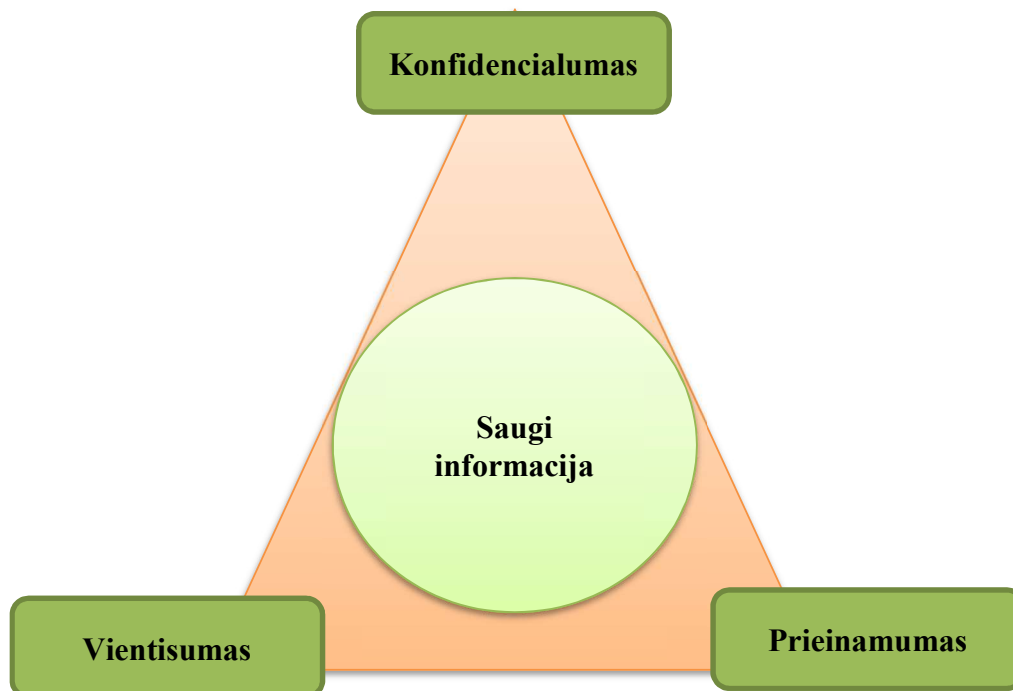 Konfidencialumas
Saugi
informacija
Vientisumas
Prieinamumas